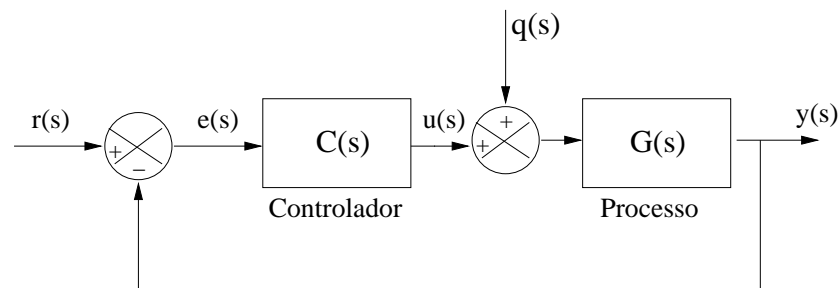 q(s)
r(s)
e(s)
C(s)
u(s)
G(s)
y(s)
+
−
+
+
Controlador
Processo